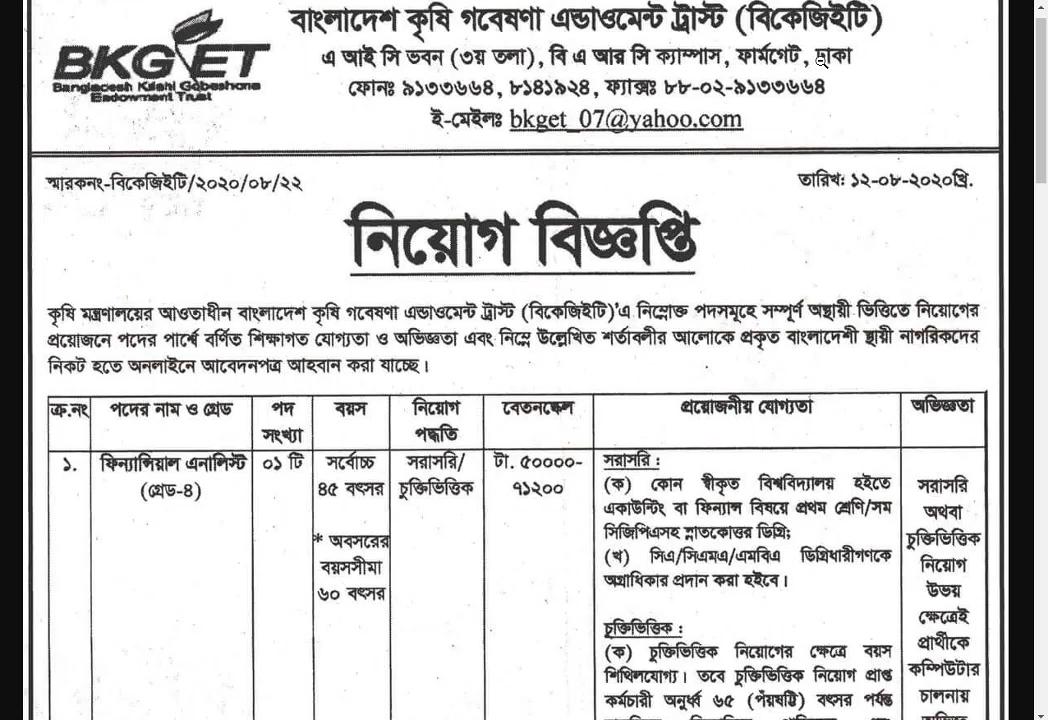 বাংলাদেশ কৃষি গবেষণা এন্ডাওমেন্ট ট্রাস্ট (বিকেজিইটি)
এ আই সি ভবন (৩য় তলা), বি এ আর সি ক্যাম্পাস, ফার্মগেট, ঢাকা
BKGET
Bangladesh Krishi Gobeshona
Endowment Trust
ফোনঃ ৯১৩৩৬৬৪, ৮১৪১৯২৪, ফ্যাক্সঃ ৮৮-০২-৯১৩৩৬৬৪
ই-মেইলঃ bkget_07@yahoo.com
স্মারকনং-বিকেজিইটি/২০২০/০৮/২২
তারিখ: ১২-০৮-২০২০খ্রি.
নিয়োগ বিজ্ঞপ্তি
কৃষি মন্ত্রণালয়ের আওতাধীন বাংলাদেশ কৃষি গবেষণা এন্ডাওমেন্ট ট্রাস্ট (বিকেজিইটি)'এ নিম্নোক্ত পদসমূহে সম্পূর্ণ অস্থায়ী ভিত্তিতে নিয়োগের
প্রয়োজনে পদের পার্শ্বে বর্ণিত শিক্ষাগত যোগ্যতা ও অভিজ্ঞতা এবং নিম্নে উল্লেখিত শর্তাবলীর আলোকে প্রকৃত বাংলাদেশী স্থায়ী নাগরিকদের
নিকট হতে অনলাইনে আবেদনপত্র আহবান করা যাচ্ছে।
ক্র.নং
পদের নাম ও গ্রেড
পদ
সংখ্যা
বয়স
নিয়োগ
পদ্ধতি
বেতনস্কেল
প্রয়োজনীয় যোগ্যতা
অভিজ্ঞতা
১.
ফিন্যান্সিয়াল এনালিস্ট
(গ্রেড-৪)
০১ টি
সর্বোচ্চ
৪৫ বৎসর
* অবসরের
বয়সসীমা
৬০ বৎসর
সরাসরি/
চুক্তিভিত্তিক
টা. ৫০০০০-
৭১২০০
সরাসরি :
(ক) কোন স্বীকৃত বিশ্ববিদ্যালয় হইতে
একাউন্টিং বা ফিন্যান্স বিষয়ে প্রথম শ্রেণি/সম
সিজিপিএসহ স্নাতকোত্তর ডিগ্রি;
(খ) সিএ/সিএমএ/এমবিএ ডিগ্রিধারীগণকে
অগ্রাধিকার প্রদান করা হইবে।
চুক্তিভিত্তিক :
(ক) চুক্তিভিত্তিক নিয়োগের ক্ষেত্রে বয়স
শিথিলযোগ্য। তবে চুক্তিভিত্তিক নিয়োগ প্রাপ্ত
কর্মচারী অনুর্ধ্ব ৬৫ (পঁয়ষট্টি) বৎসর পর্যন্ত
সরাসরি
অথবা
চুক্তিভিত্তিক
নিয়োগ
উভয়
ক্ষেত্রেই
প্রার্থীকে
কম্পিউটার
চালনায়